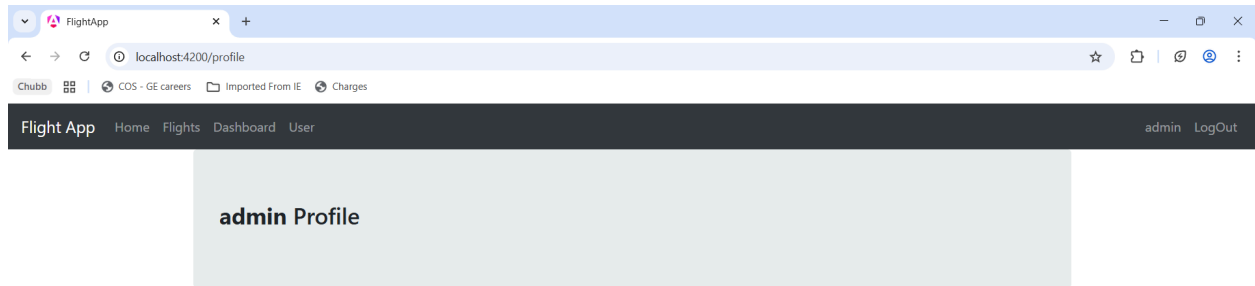 FlightApp
localhost:4200/profile
Chubb COS - GE careers Imported From IE Charges
Flight App Home Flights Dashboard User admin LogOut
admin Profile